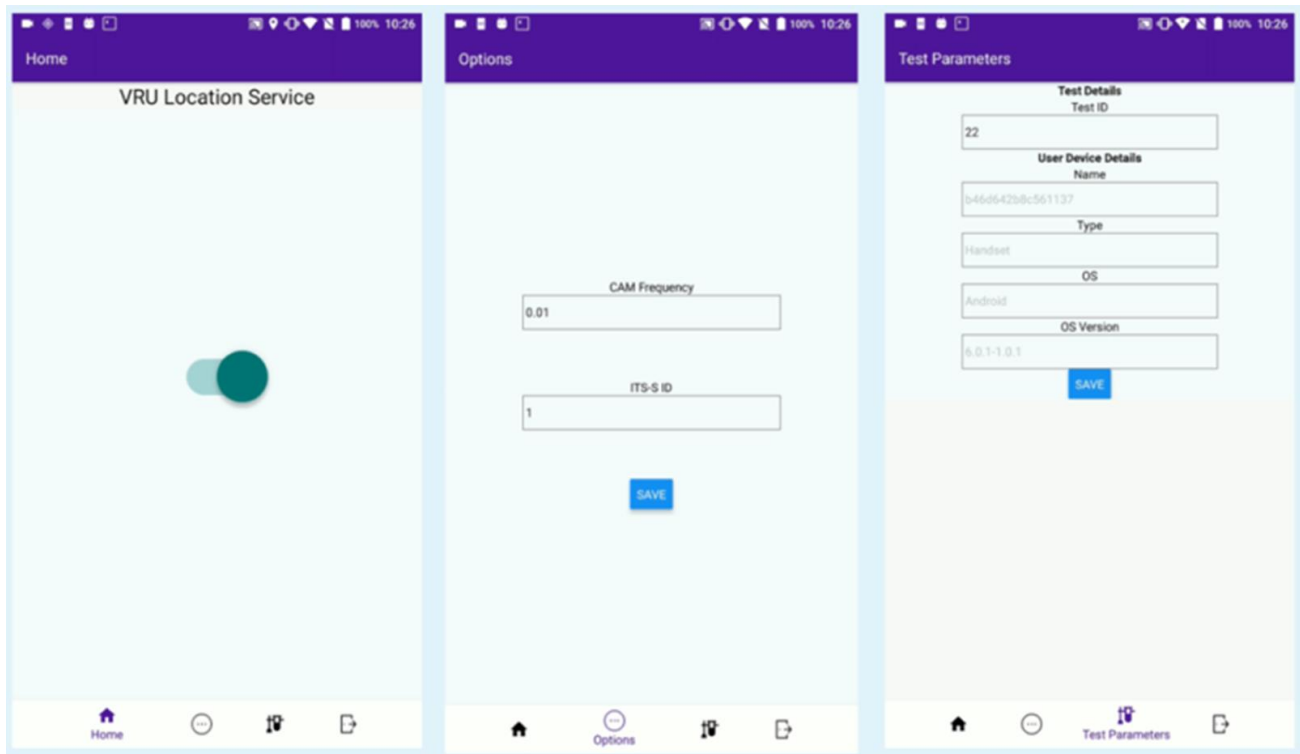 100% 10:26
Home
VRU Location Service
Home
100% 10:26
Options
CAM Frequency
0.01
ITS-S ID
1
SAVE
Options
100% 10:26
Test Parameters
Test Details
Test ID
22
User Device Details
Name
b46d642b8c561137
Type
Handset
OS
Android
OS Version
6.0.1-1.0.1
SAVE
Test Parameters